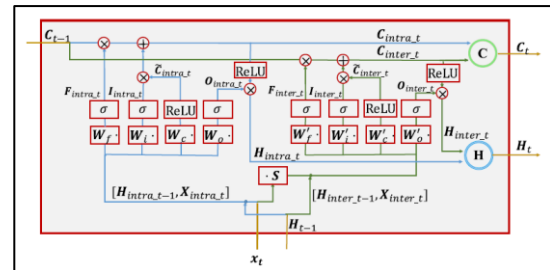 C_{t-1} C_{intra_t} C_t
C_{inter_t} C
C̃_{intra_t} ReLU C̃_{inter_t} ReLU
F_{intra_t} I_{intra_t} O_{intra_t} F_{inter_t} I_{inter_t} O_{inter_t}
σ σ ReLU σ σ σ ReLU σ
W_f · W_i · W_c · W_o · W'_f · W'_i · W'_c · W'_o · H_{inter_t}
H_{intra_t} H H_t
· S
[H_{intra_t-1}, X_{intra_t}] [H_{inter_t-1}, X_{inter_t}]
H_{t-1}
x_t